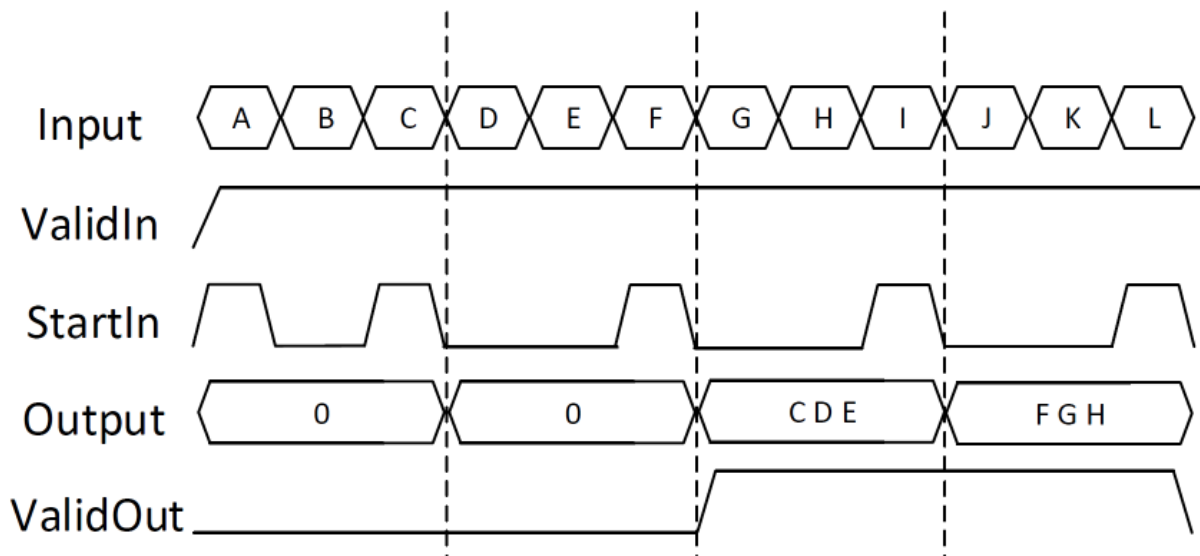 Input A B C D E F G H I J K L
ValidIn
StartIn
Output 0 0 C D E F G H
ValidOut